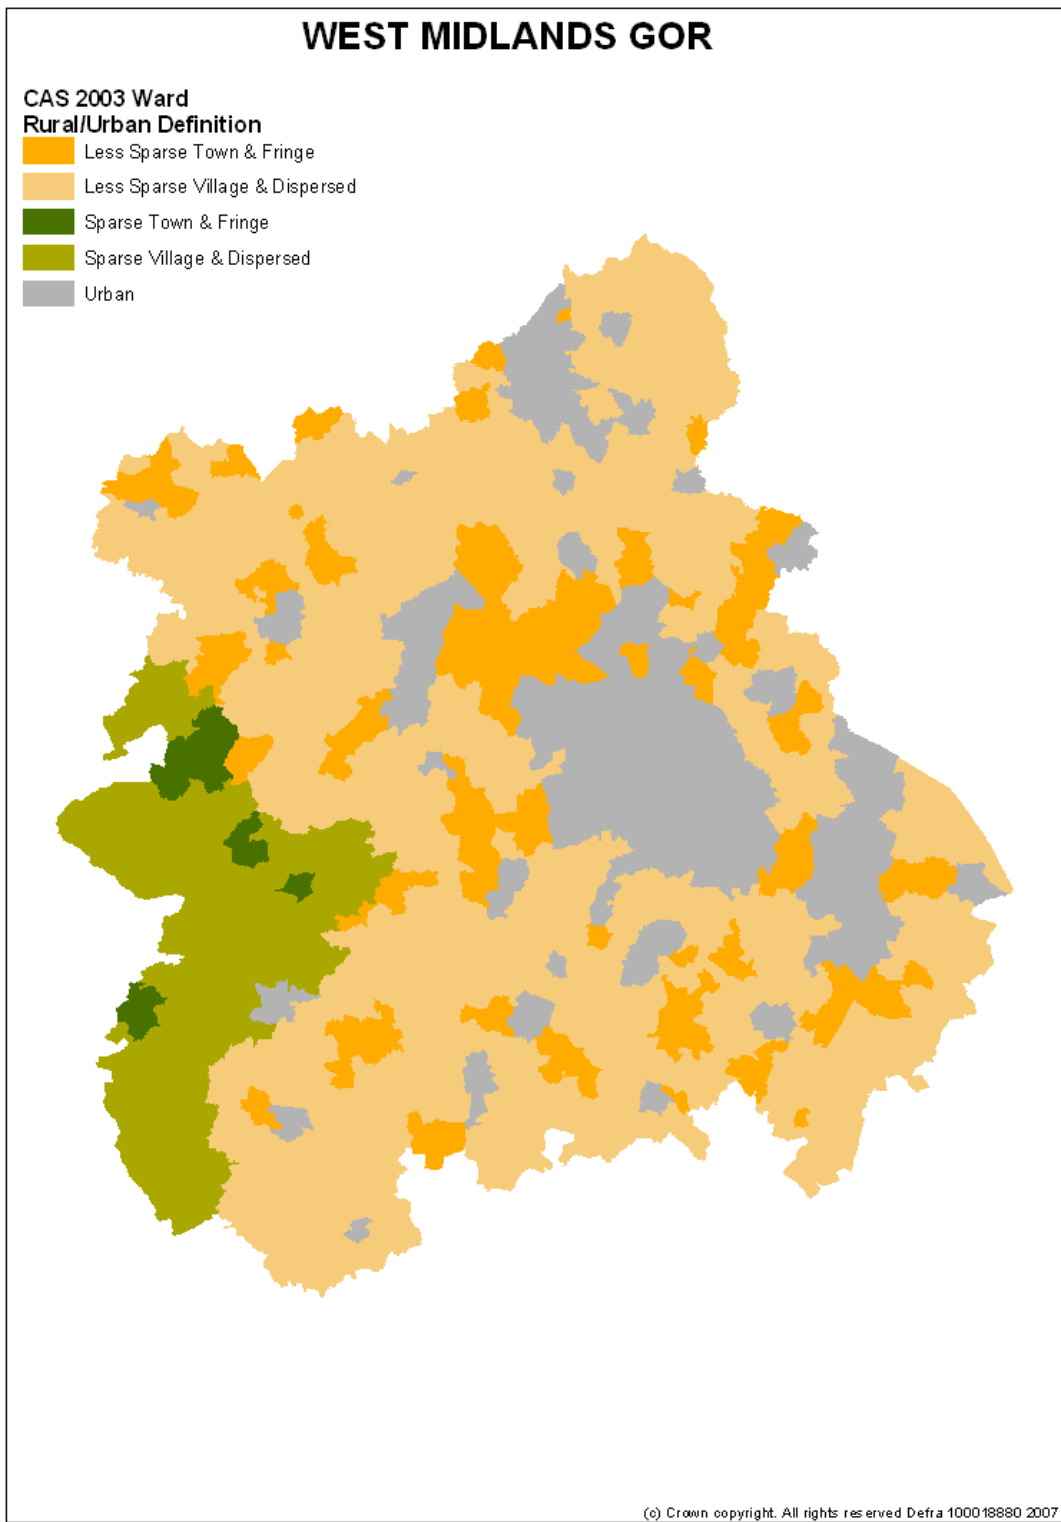 WEST MIDLANDS GOR
CAS 2003 Ward
Rural/Urban Definition
Less Sparse Town & Fringe
Less Sparse Village & Dispersed
Sparse Town & Fringe
Sparse Village & Dispersed
Urban
(c) Crown copyright. All rights reserved Defra 100018880 2007